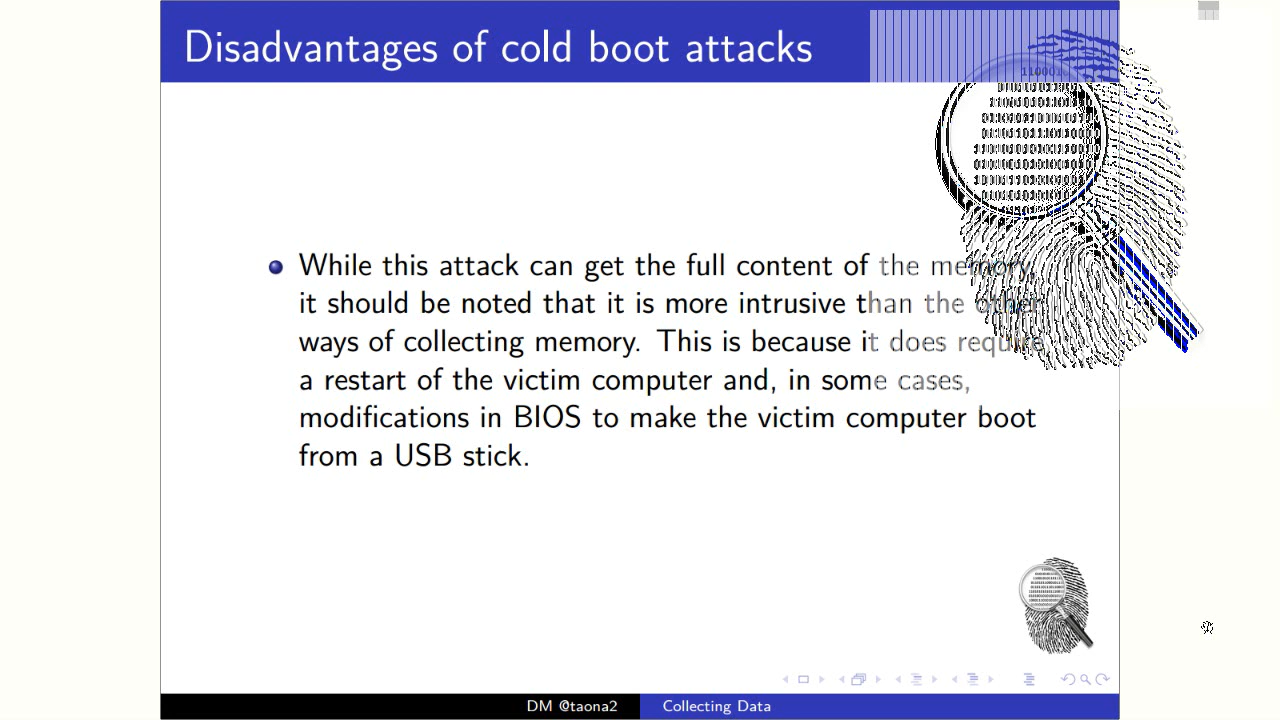 Disadvantages of cold boot attacks
While this attack can get the full content of the memory,
it should be noted that it is more intrusive than the other
ways of collecting memory. This is because it does require
a restart of the victim computer and, in some cases,
modifications in BIOS to make the victim computer boot
from a USB stick.
DM @taona2
Collecting Data